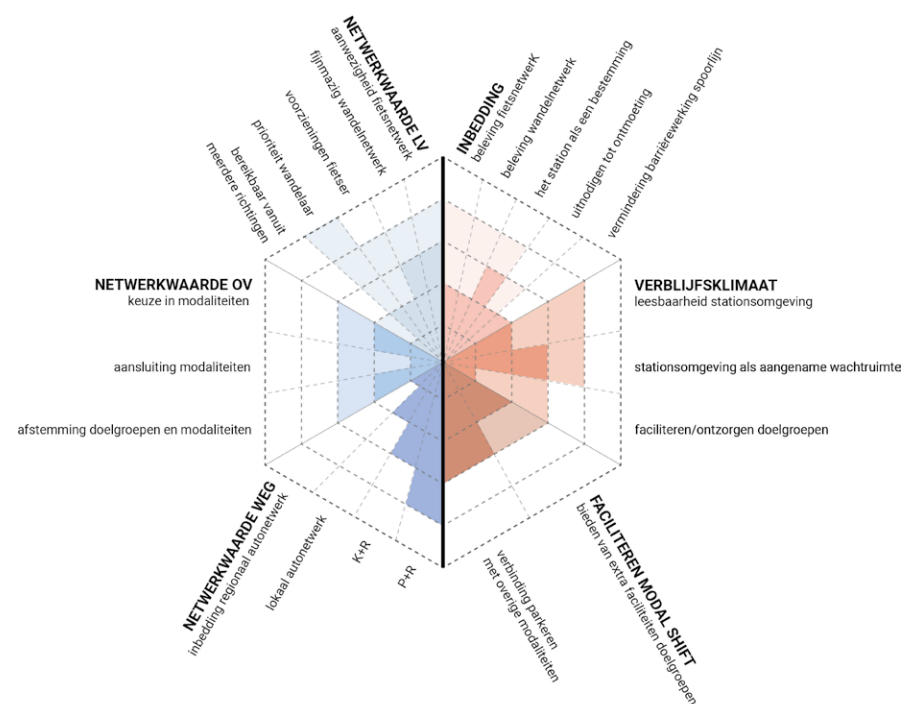 NETWERKWAARDE LV
aanwezigheid fietsnetwerk
fijnmazig wandelnetwerk
voorzieningen fietser
prioriteit wandelaar
bereikbaar vanuit
meerdere richtingen
INBEDDING
beleving fietsnetwerk
beleving wandelnetwerk
het station als een bestemming
uitnodigen tot ontmoeting
vermindering barrièrewerking spoorlijn
NETWERKWAARDE OV
keuze in modaliteiten
aansluiting modaliteiten
afstemming doelgroepen en modaliteiten
VERBLIJFSKLIMAAT
leesbaarheid stationsomgeving
stationsomgeving als aangename wachtruimte
faciliteren/ontzorgen doelgroepen
NETWERKWAARDE WEG
inbedding regionaal autonetwerk
lokaal autonetwerk
K+R
P+R
verbinding parkeren
met overige modaliteiten
FACILITEREN MODAL SHIFT
bieden van extra faciliteiten doelgroepen